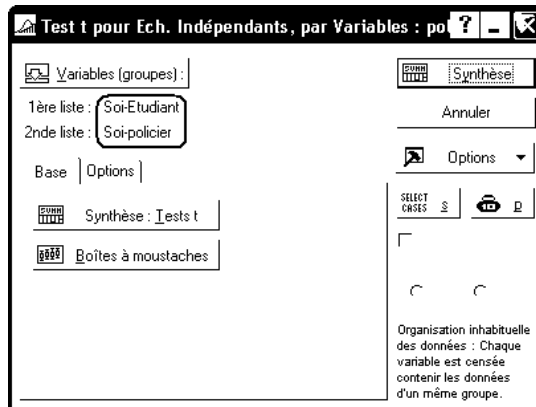 Test t pour Ech. Indépendants, par Variables : pol
Variables (groupes) :
1ère liste : Soi-Etudiant
2nde liste : Soi-policier
Base
Options
Synthèse : Tests t
Boîtes à moustaches
Synthèse
Annuler
Options
SELECT CASES S
D
Organisation inhabituelle
des données : Chaque
variable est censée
contenir les données
d'un même groupe.